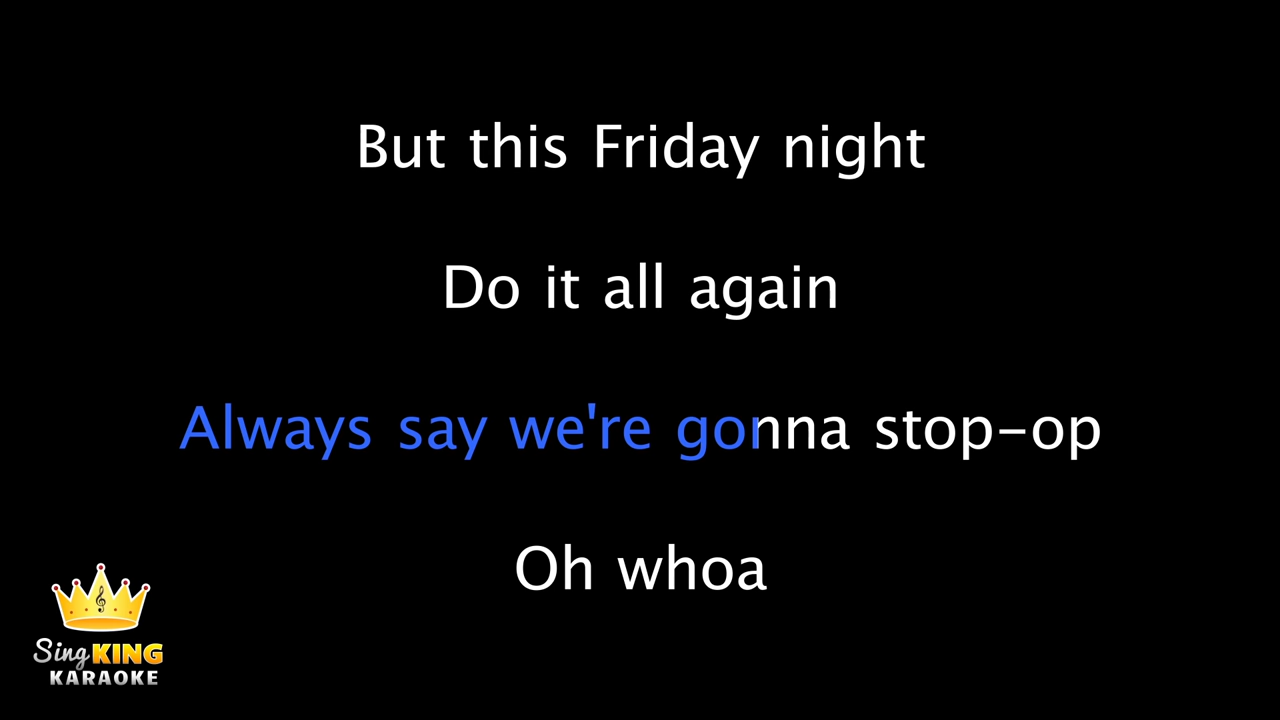 But this Friday night
Do it all again
Always say we're gonna stop-op
Oh whoa
Sing KING
KARAOKE